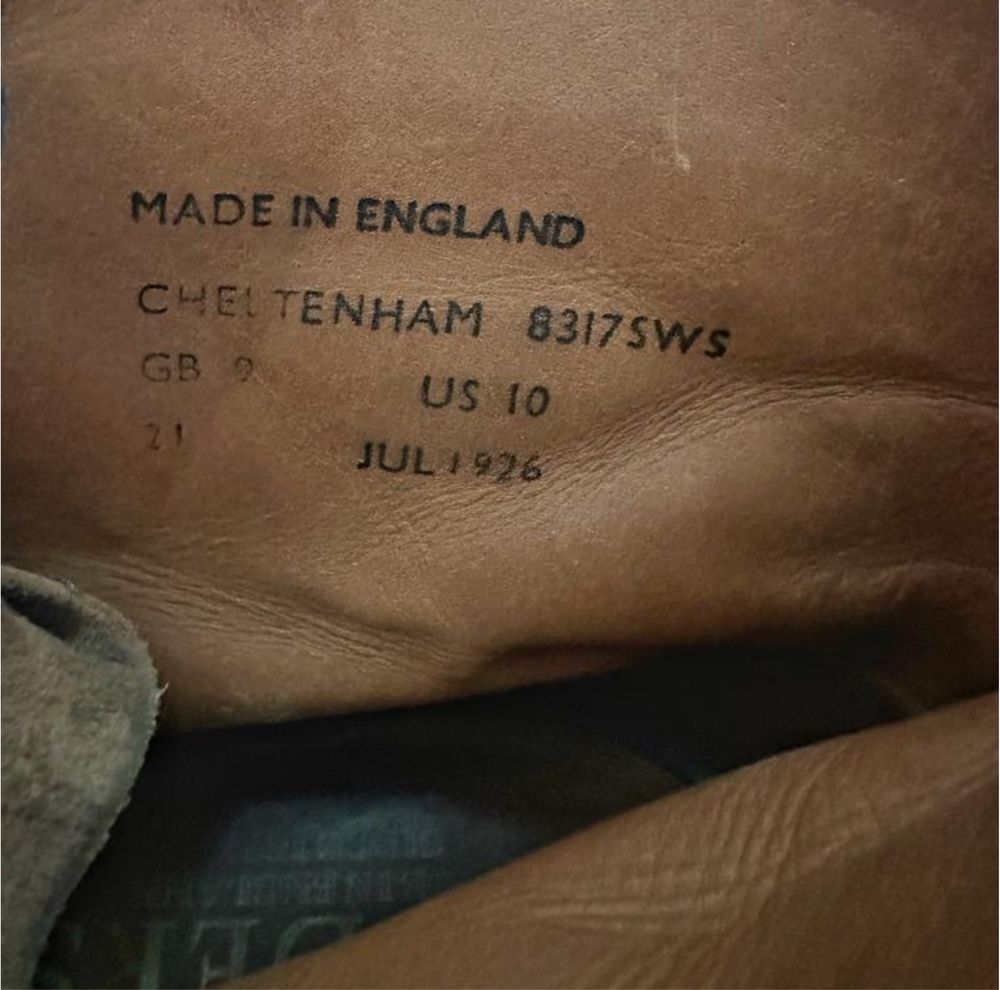 MADE IN ENGLAND
CHELTENHAM 8317SWS
GB 9 US 10
21 JUL 1926